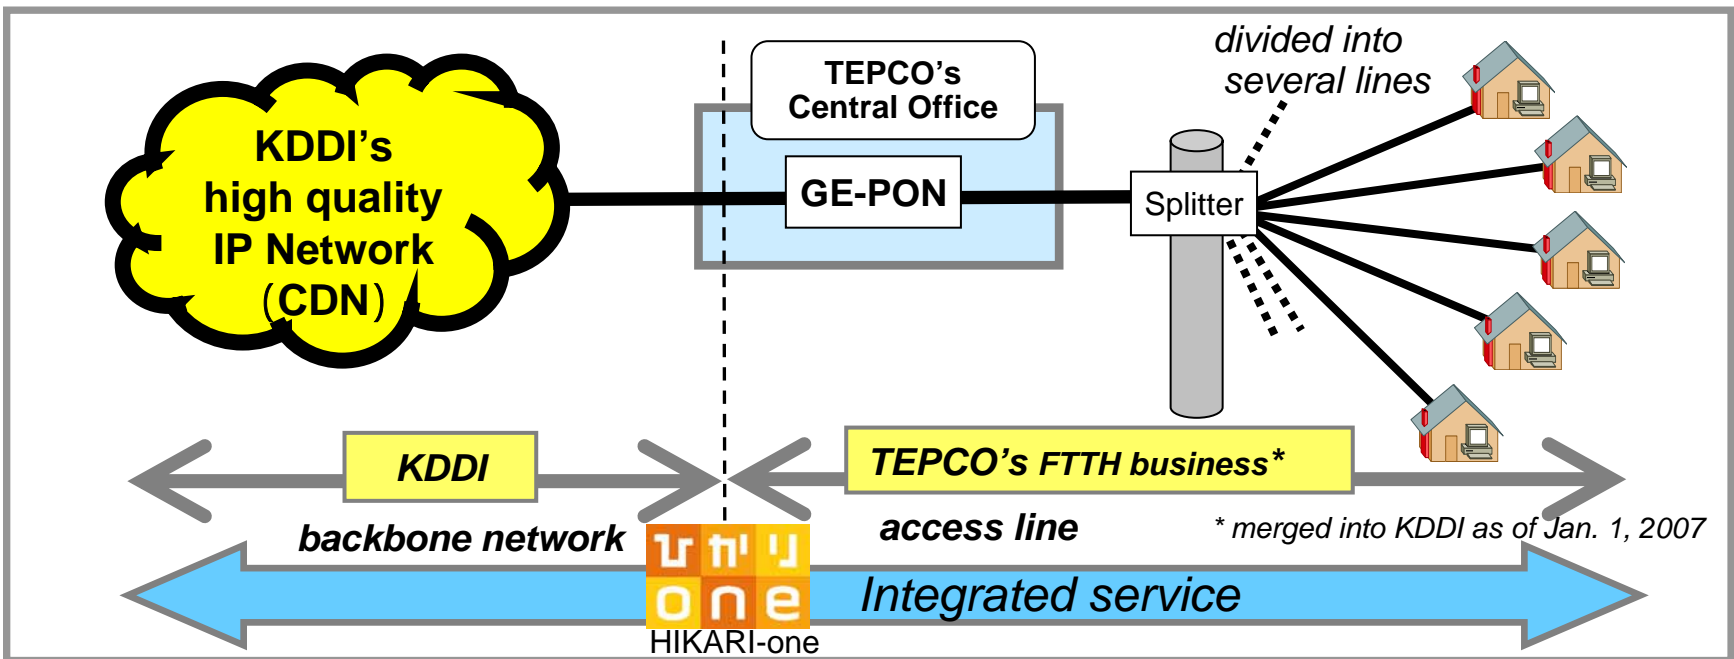 KDDI's
high quality
IP Network
(CDN)
TEPCO's
Central Office
GE-PON
divided into
several lines
Splitter
KDDI
TEPCO's FTTH business*
backbone network
access line
* merged into KDDI as of Jan. 1, 2007
ひかり
one
HIKARI-one
Integrated service